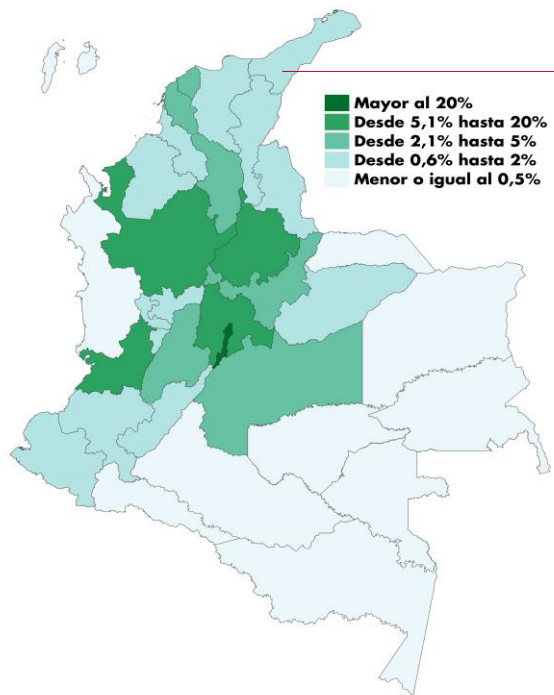 Mayor al 20%
Desde 5,1% hasta 20%
Desde 2,1% hasta 5%
Desde 0,6% hasta 2%
Menor o igual al 0,5%